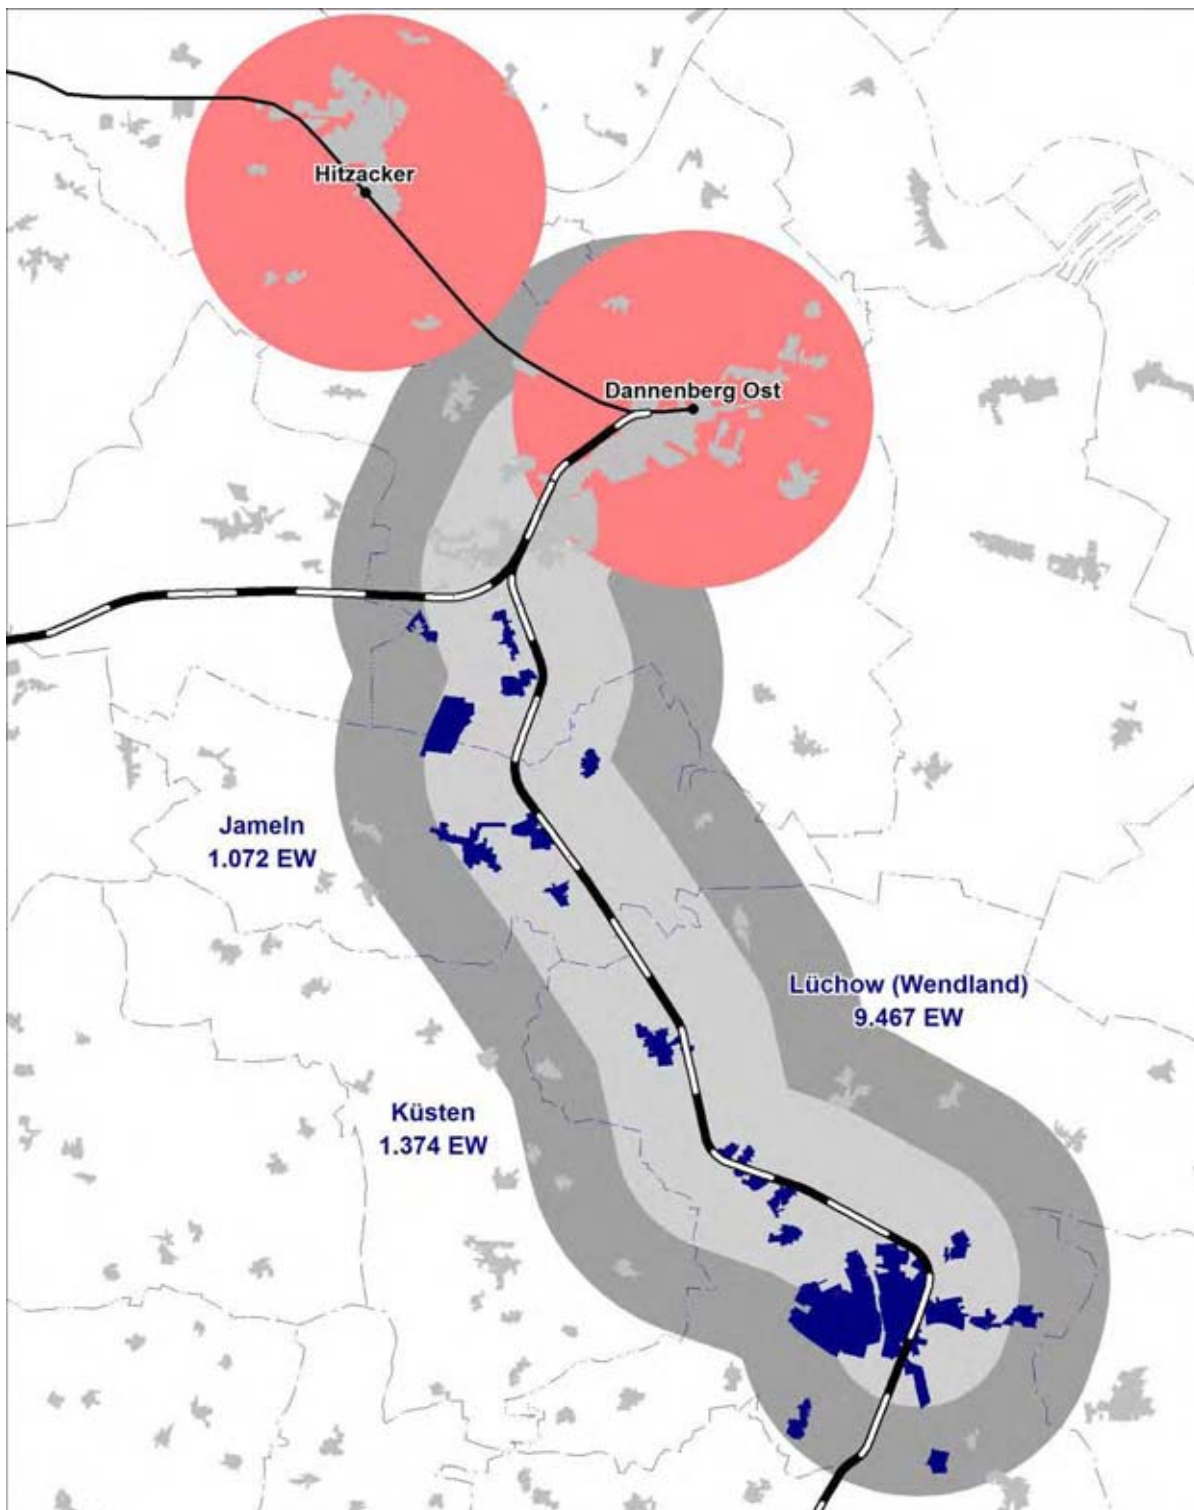 Hitzacker
Dannenberg Ost
Jameln
1.072 EW
Lüchow (Wendland)
9.467 EW
Küsten
1.374 EW